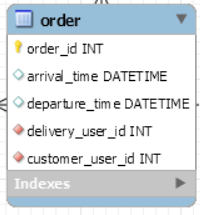 order
order_id INT
arrival_time DATETIME
departure_time DATETIME
delivery_user_id INT
customer_user_id INT
Indexes